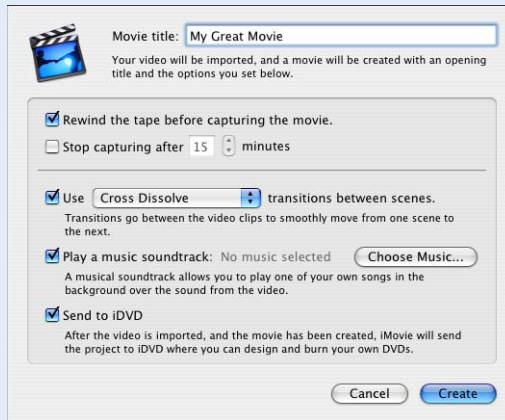 Movie title: My Great Movie
Your video will be imported, and a movie will be created with an opening
title and the options you set below.
Rewind the tape before capturing the movie.
Stop capturing after 15 minutes
Use Cross Dissolve transitions between scenes.
Transitions go between the video clips to smoothly move from one scene to
the next.
Play a music soundtrack: No music selected Choose Music...
A musical soundtrack allows you to play one of your own songs in the
background over the sound from the video.
Send to iDVD
After the video is imported, and the movie has been created, iMovie will send
the project to iDVD where you can design and burn your own DVDs.
Cancel Create